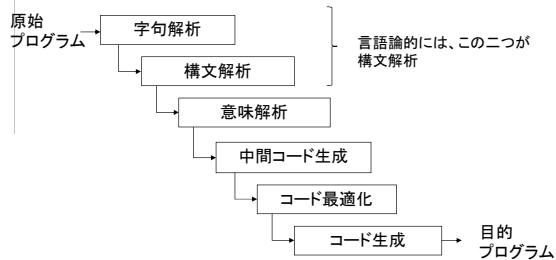 原始
プログラム
字句解析
言語論的には、この二つが
構文解析
構文解析
意味解析
中間コード生成
コード最適化
コード生成
目的
プログラム